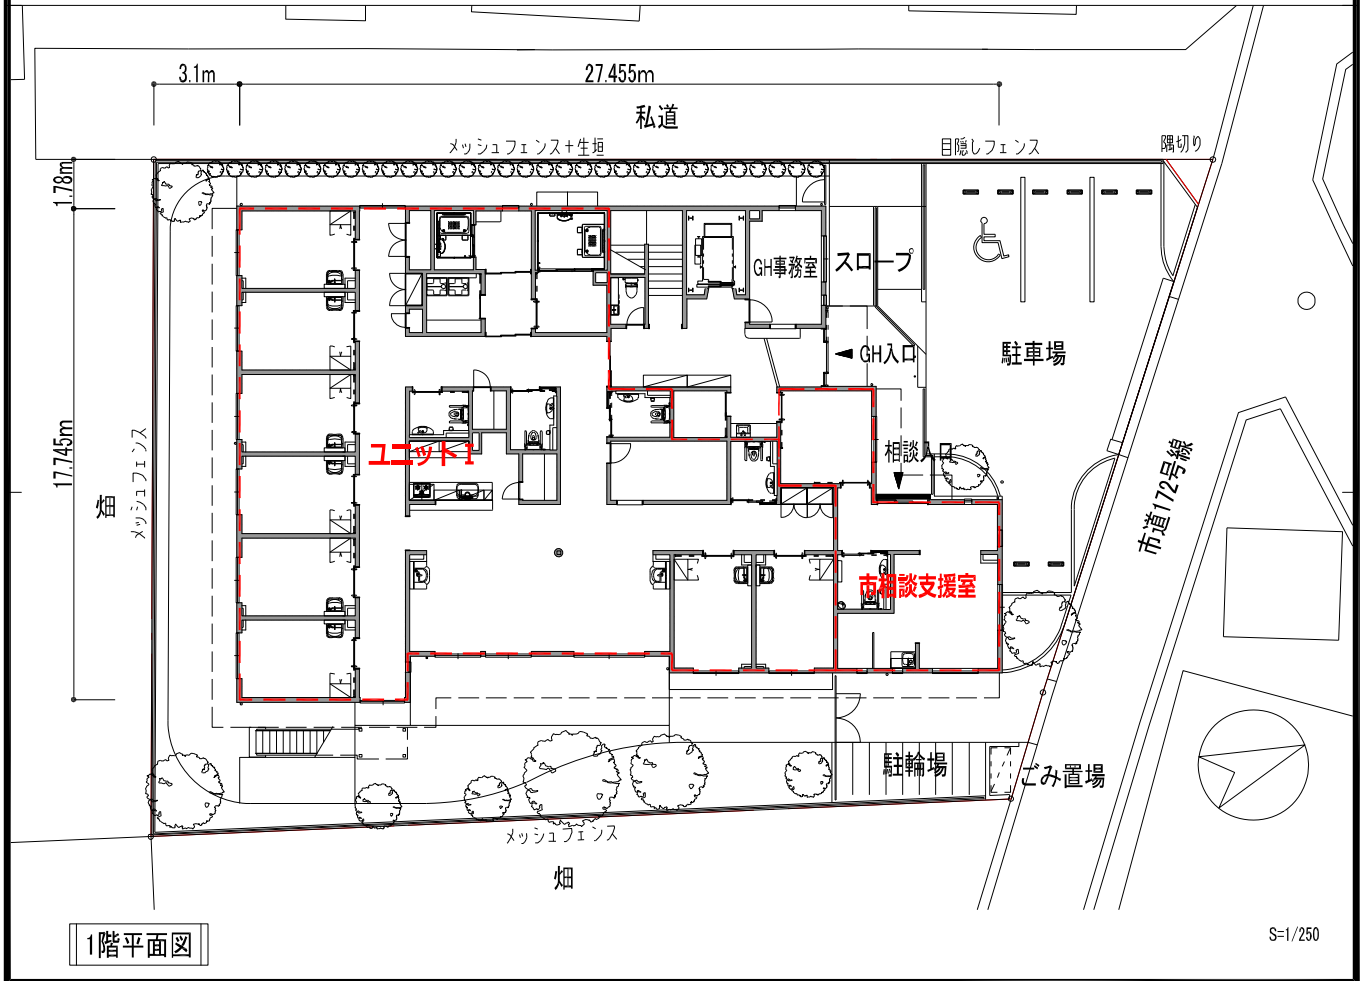 3.1m
27.455m
私道
メッシュフェンス＋生垣
目隠しフェンス
隅切り
1.78m
GH事務室
スロープ
GH入口
駐車場
17.745m
畑
メッシュフェンス
ユニットⅠ
相談入口
市道172号線
市相談支援室
駐輪場
ごみ置場
メッシュフェンス
畑
1階平面図
S=1/250